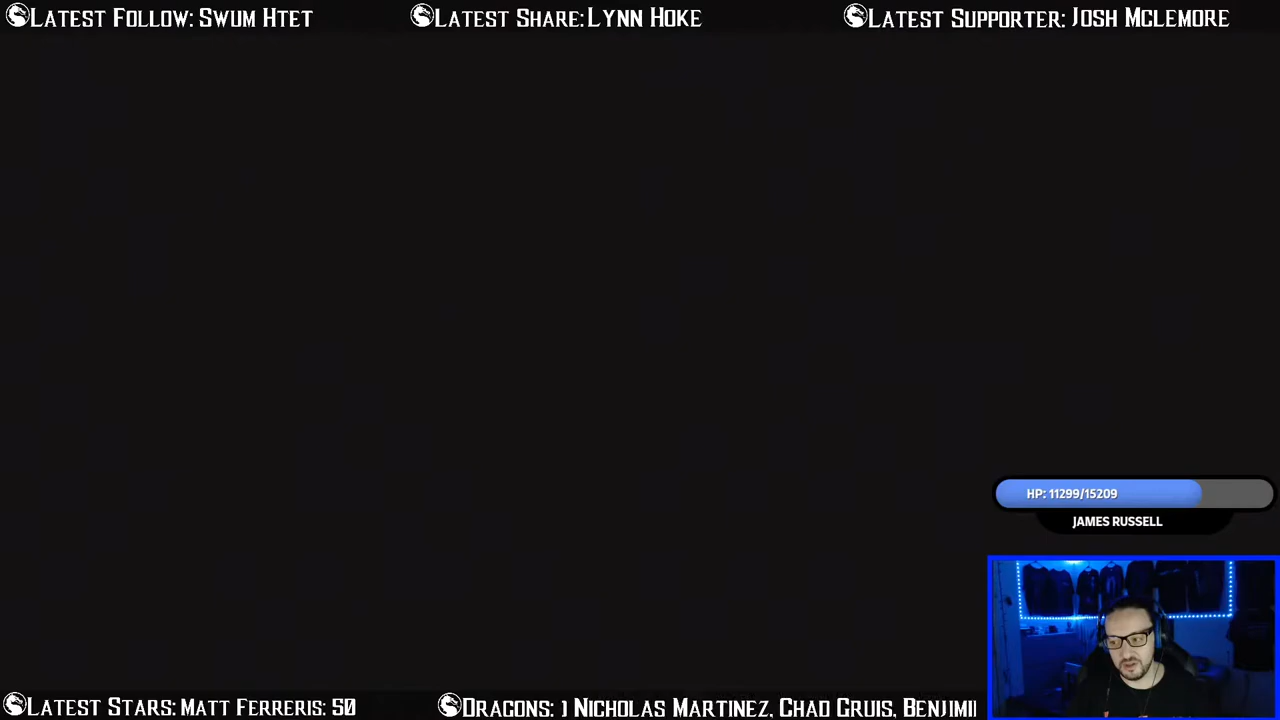 Latest Follow: Swum Htet
Latest Share: Lynn Hoke
Latest Supporter: Josh Mclemore
HP: 11299/15209
JAMES RUSSELL
Latest Stars: Matt Ferreris: 50
Dragons: 1 Nicholas Martinez, Chad Gruis,